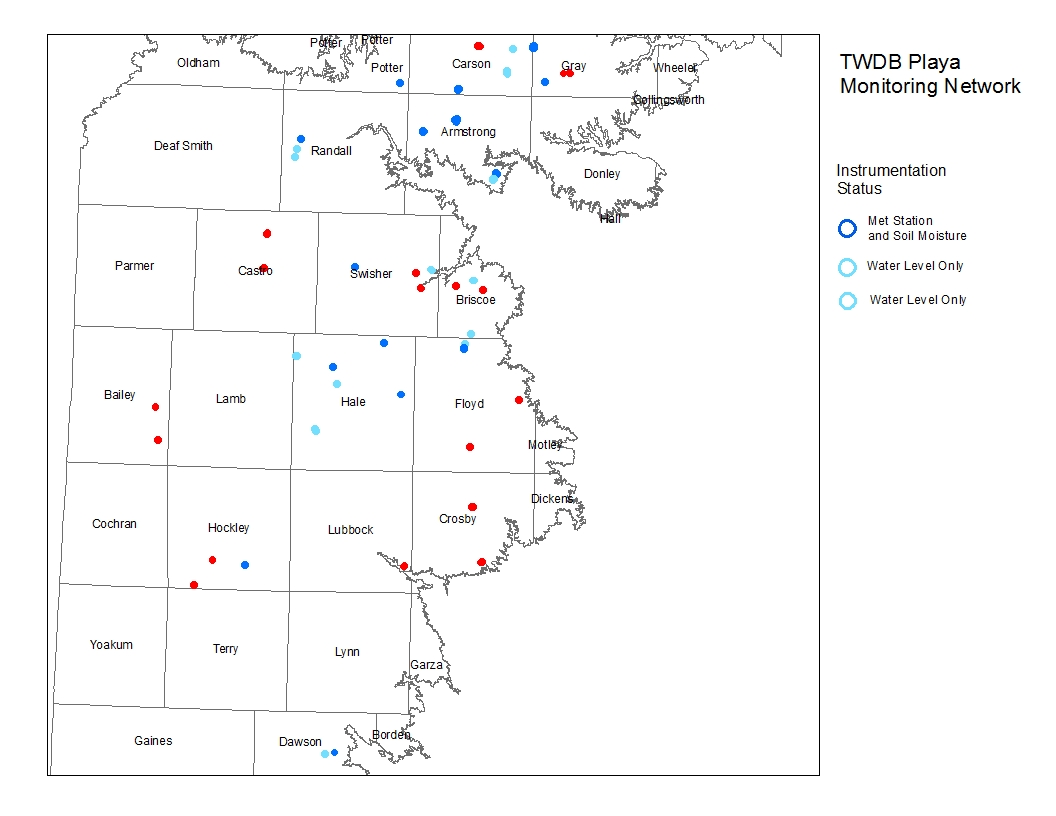 TWDB Playa
Monitoring Network
Instrumentation
Status
Met Station
and Soil Moisture
Water Level Only
Water Level Only
Potter
Potter
Oldham
Potter
Carson
Gray
Wheeler
Collingsworth
Deaf Smith
Randall
Armstrong
Donley
Hall
Parmer
Castro
Swisher
Briscoe
Bailey
Lamb
Hale
Floyd
Motley
Cochran
Hockley
Lubbock
Crosby
Dickens
Yoakum
Terry
Lynn
Garza
Gaines
Dawson
Borden